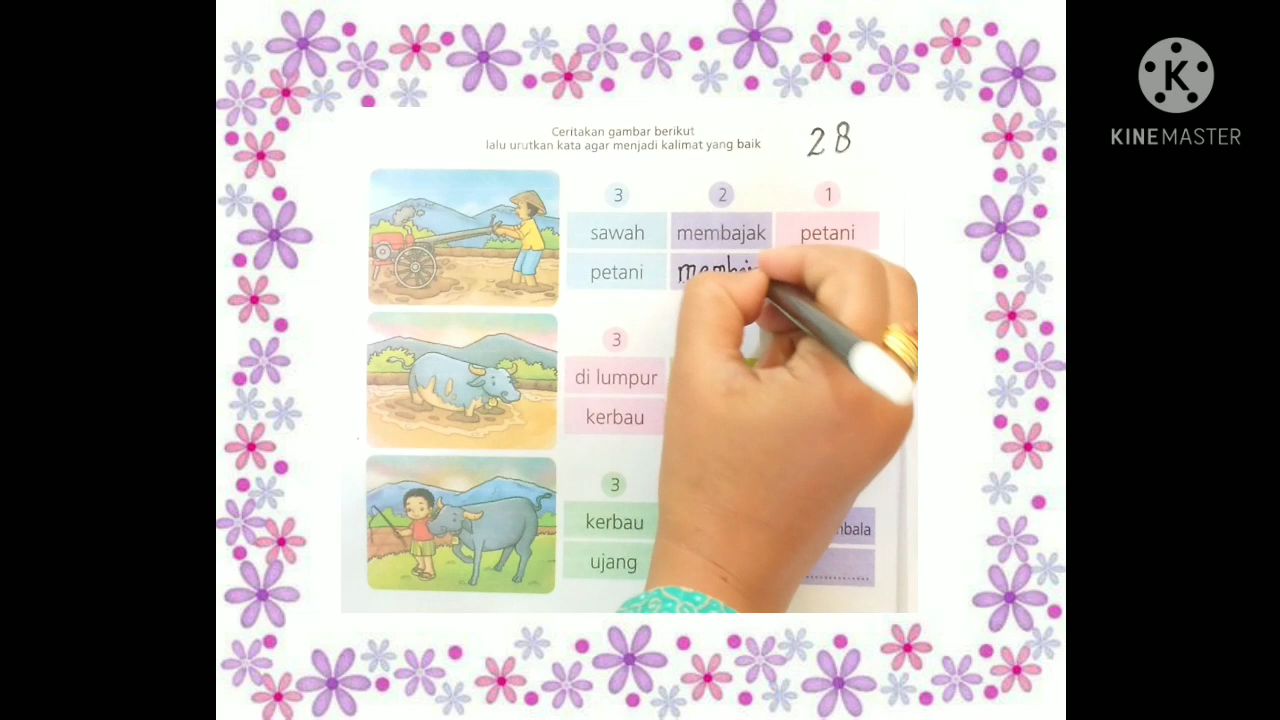 Ceritakan gambar berikut
lalu urutkan kata agar menjadi kalimat yang baik
28
3 2 1
sawah membajak petani
petani
3
di lumpur
kerbau
3
kerbau
ujang
KINEMASTER